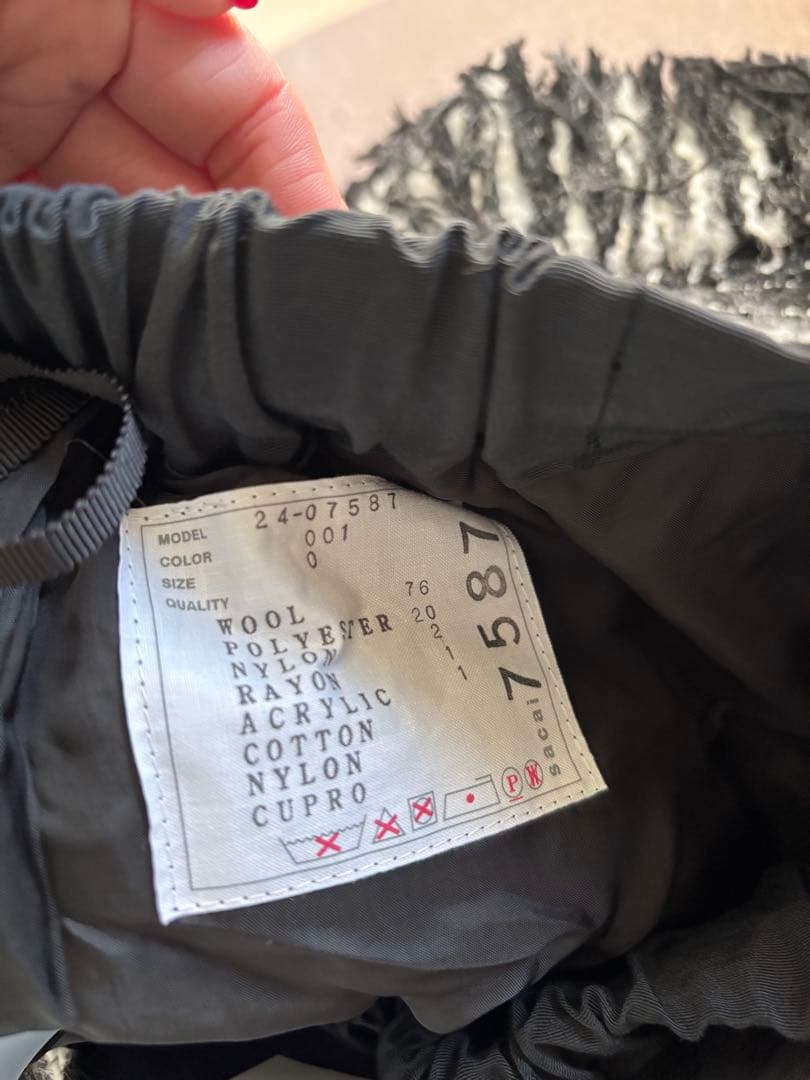 MODEL 24-07587
COLOR 001
SIZE 0
QUALITY
WOOL 76
POLYESTER 20
NYLON 2
RAYON 1
ACRYLIC 1
COTTON
NYLON
CUPRO
P W
sacai 7587